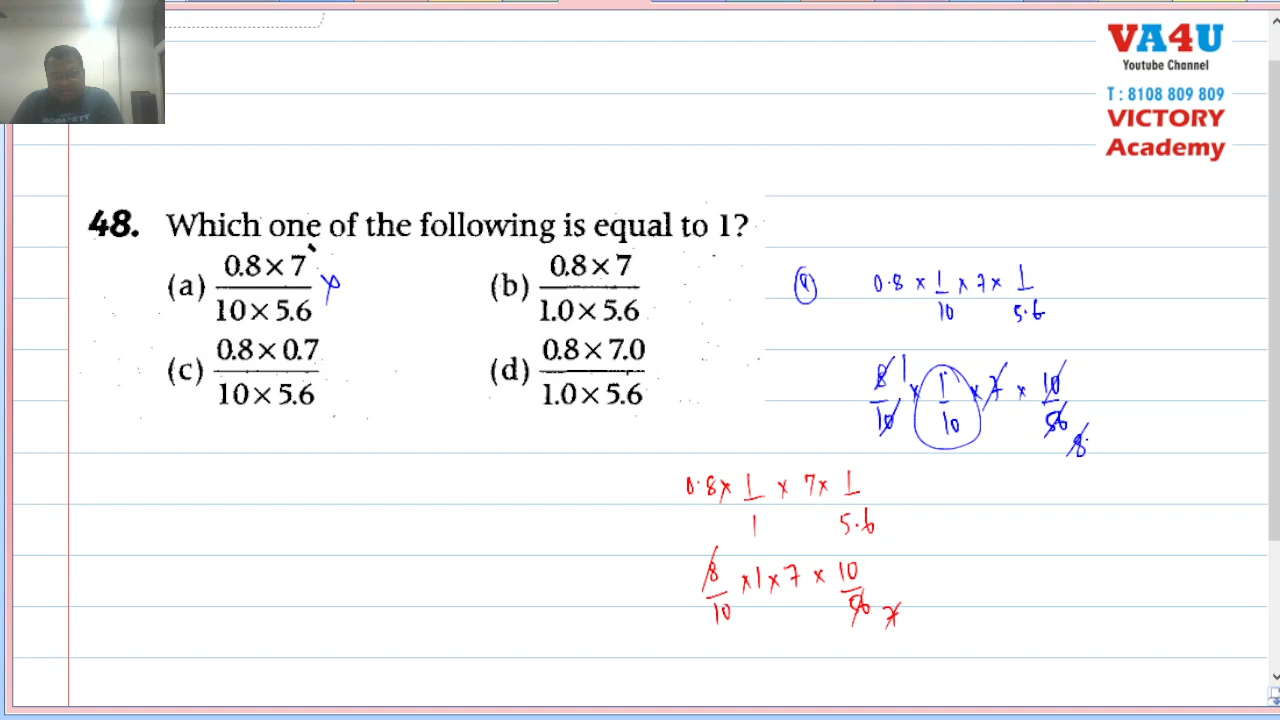 VA4U
Youtube Channel
T : 8108 809 809
VICTORY
Academy
48. Which one of the following is equal to 1?
(a) 0.8 × 7 / 10 × 5.6 ×
(b) 0.8 × 7 / 1.0 × 5.6
(c) 0.8 × 0.7 / 10 × 5.6
(d) 0.8 × 7.0 / 1.0 × 5.6
(a) 0.8 × 1/10 × 7 × 1/5.6
8/10 1 × 1/10 × 7 × 10/56 8
0.8 × 1/1 × 7 × 1/5.6
8/10 × 1 × 7 × 10/56 7